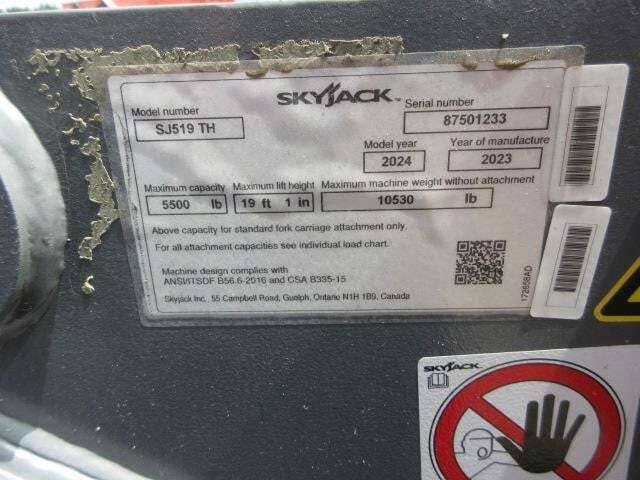 SKYJACK™
Model number Serial number
SJ519 TH 87501233
Model year Year of manufacture
2024 2023
Maximum capacity Maximum lift height Maximum machine weight without attachment
5500 lb 19 ft 1 in 10530 lb
Above capacity for standard fork carriage attachment only.
For all attachment capacities see individual load chart.
Machine design complies with
ANSI/ITSDF B56.6-2016 and CSA B335-15
Skyjack Inc. 55 Campbell Road, Guelph, Ontario N1H 1B9, Canada
172658AD
SKYJACK